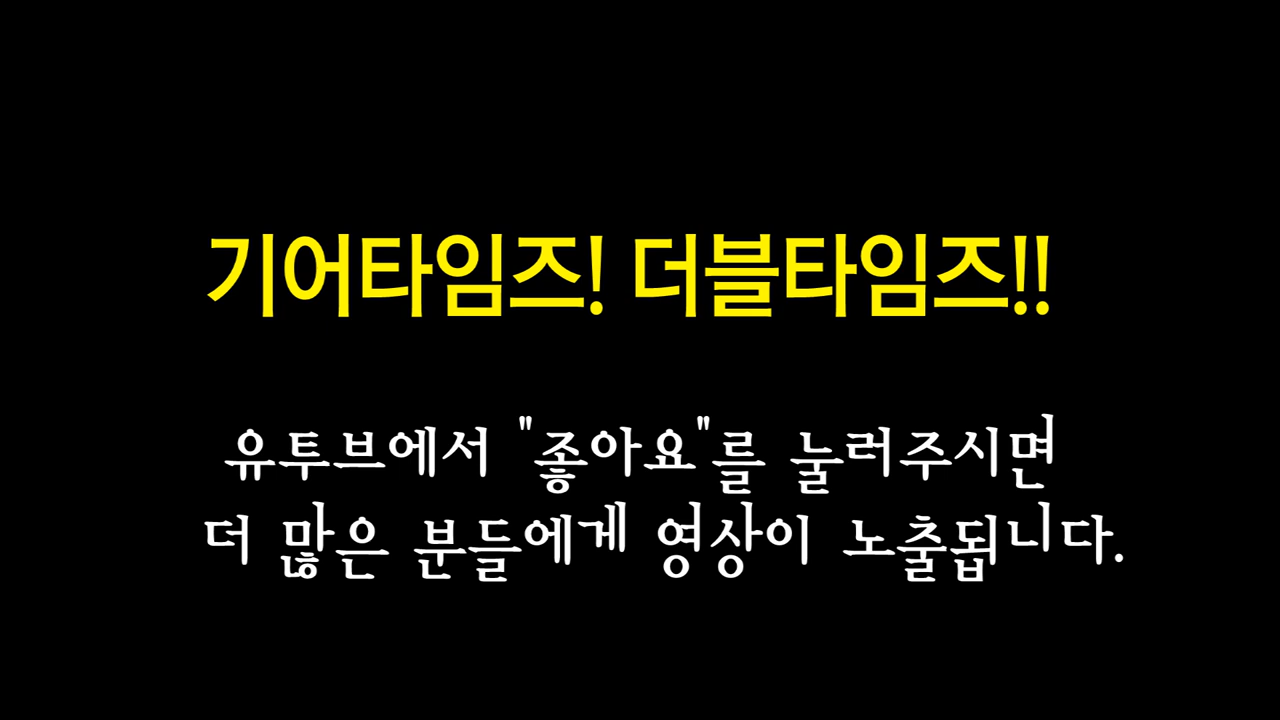 기어타임즈! 더블타임즈!!
유투브에서 "좋아요"를 눌러주시면
더 많은 분들에게 영상이 노출됩니다.